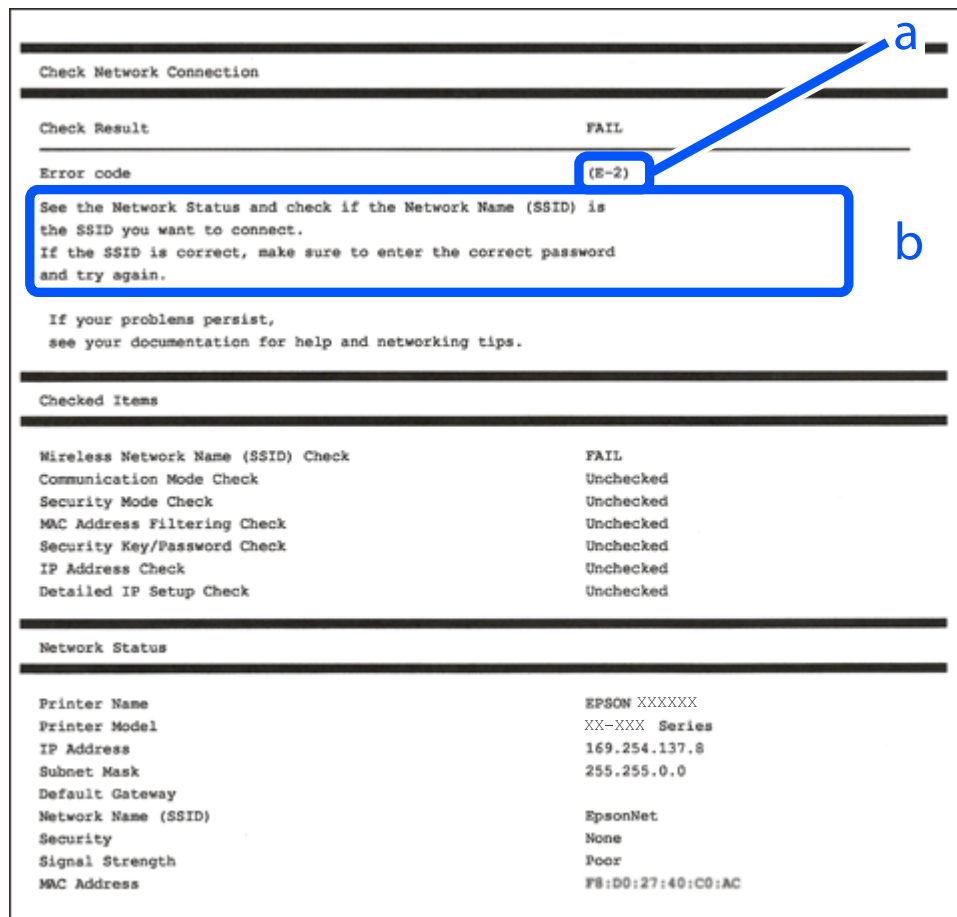 a
Check Network Connection
Check Result FAIL
Error code (E-2)
See the Network Status and check if the Network Name (SSID) is
the SSID you want to connect.
If the SSID is correct, make sure to enter the correct password
and try again.
b
If your problems persist,
see your documentation for help and networking tips.
Checked Items
Wireless Network Name (SSID) Check FAIL
Communication Mode Check Unchecked
Security Mode Check Unchecked
MAC Address Filtering Check Unchecked
Security Key/Password Check Unchecked
IP Address Check Unchecked
Detailed IP Setup Check Unchecked
Network Status
Printer Name EPSON XXXXXX
Printer Model XX-XXX Series
IP Address 169.254.137.8
Subnet Mask 255.255.0.0
Default Gateway
Network Name (SSID) EpsonNet
Security None
Signal Strength Poor
MAC Address F8:D0:27:40:C0:AC